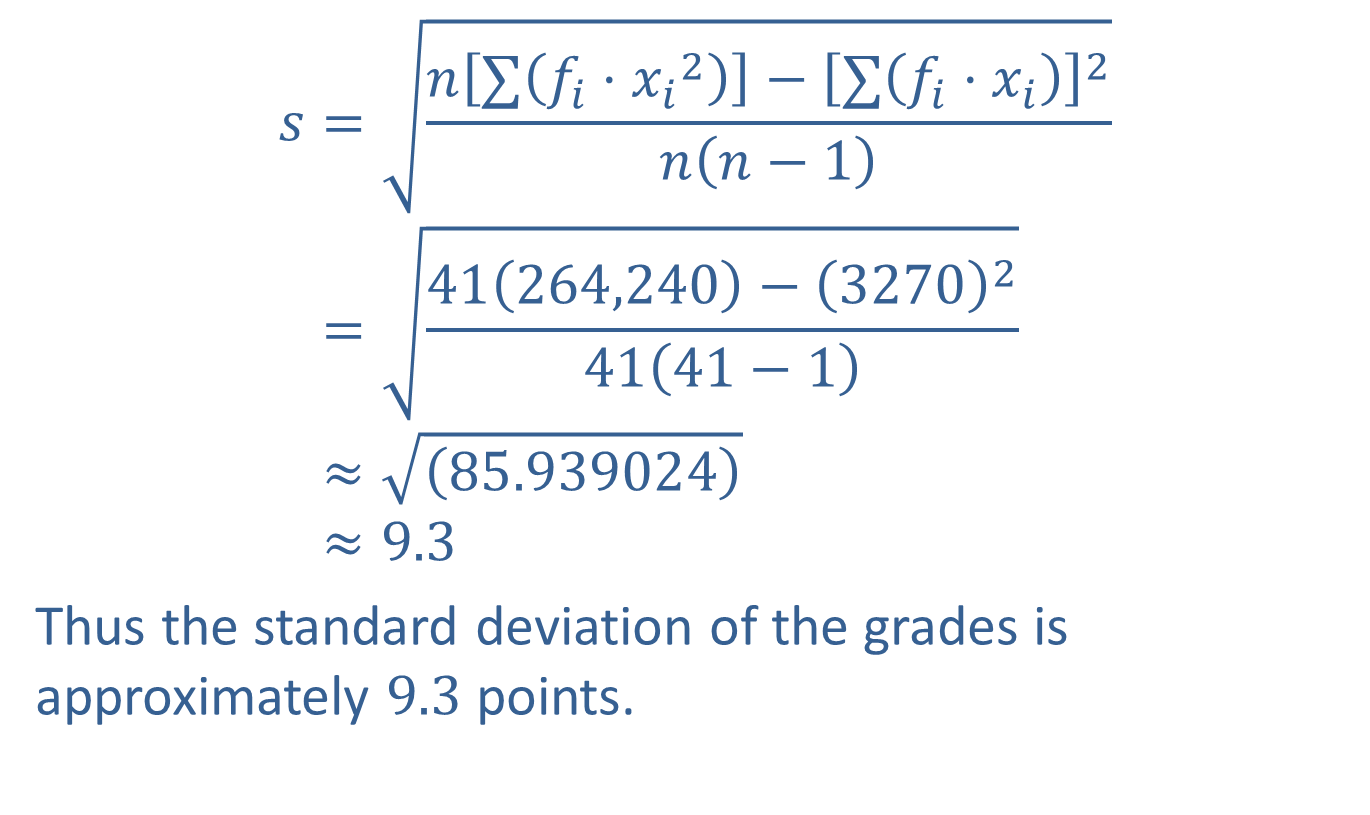 s = √(n[∑(fᵢ · xᵢ²)] − [∑(fᵢ · xᵢ)]² / n(n − 1))
= √(41(264,240) − (3270)² / 41(41 − 1))
≈ √(85.939024)
≈ 9.3
Thus the standard deviation of the grades is
approximately 9.3 points.